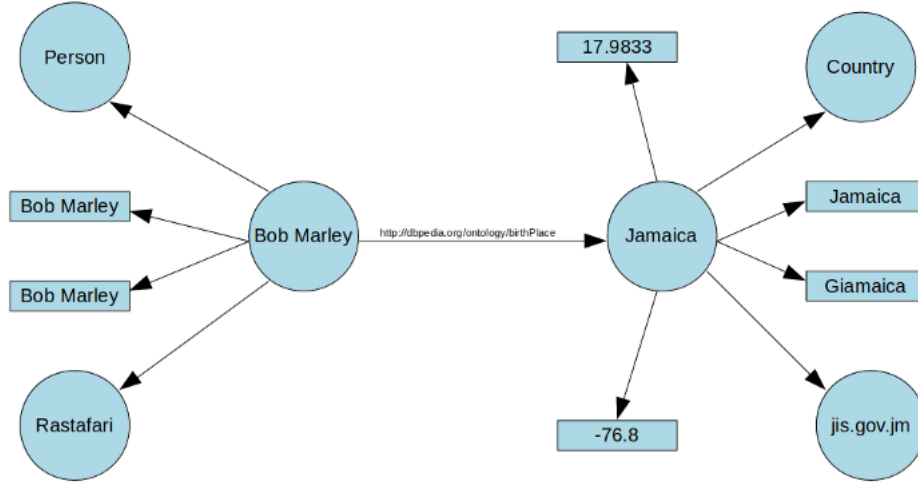 Person
17.9833
Country
Bob Marley
Jamaica
Bob Marley
http://dbpedia.org/ontology/birthPlace
Jamaica
Bob Marley
Giamaica
Rastafari
-76.8
jis.gov.jm